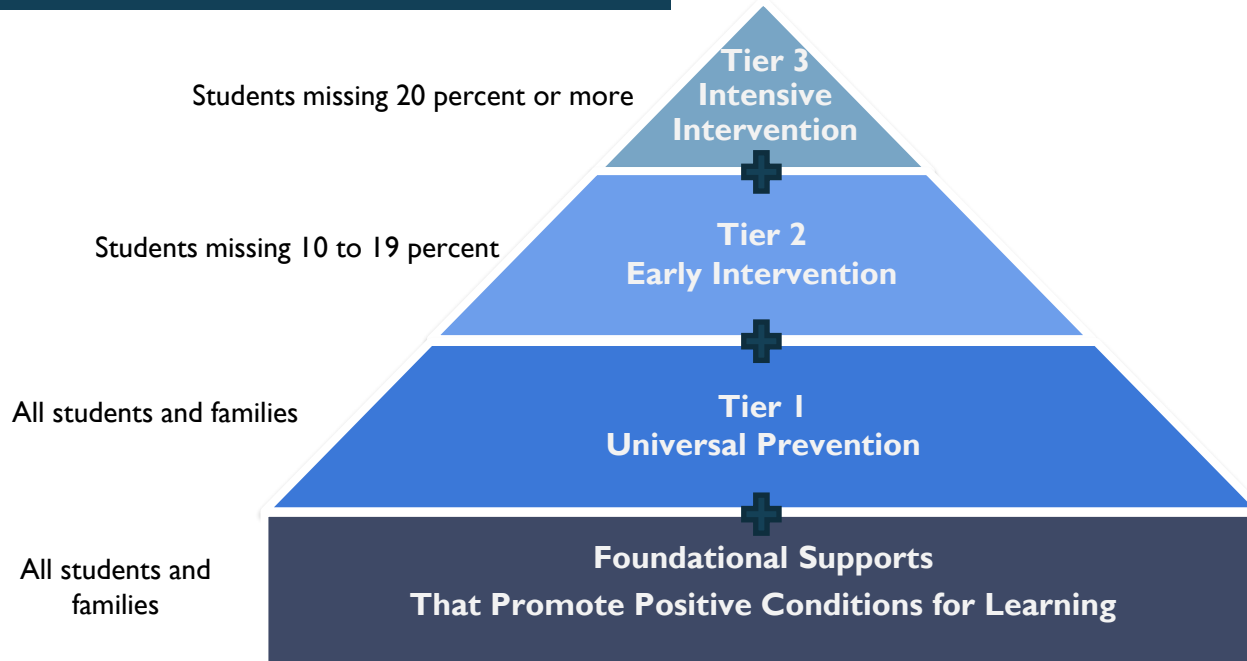 Tier 3
Intensive
Intervention
Students missing 20 percent or more
Tier 2
Early Intervention
Students missing 10 to 19 percent
Tier 1
Universal Prevention
All students and families
Foundational Supports
That Promote Positive Conditions for Learning
All students and
families